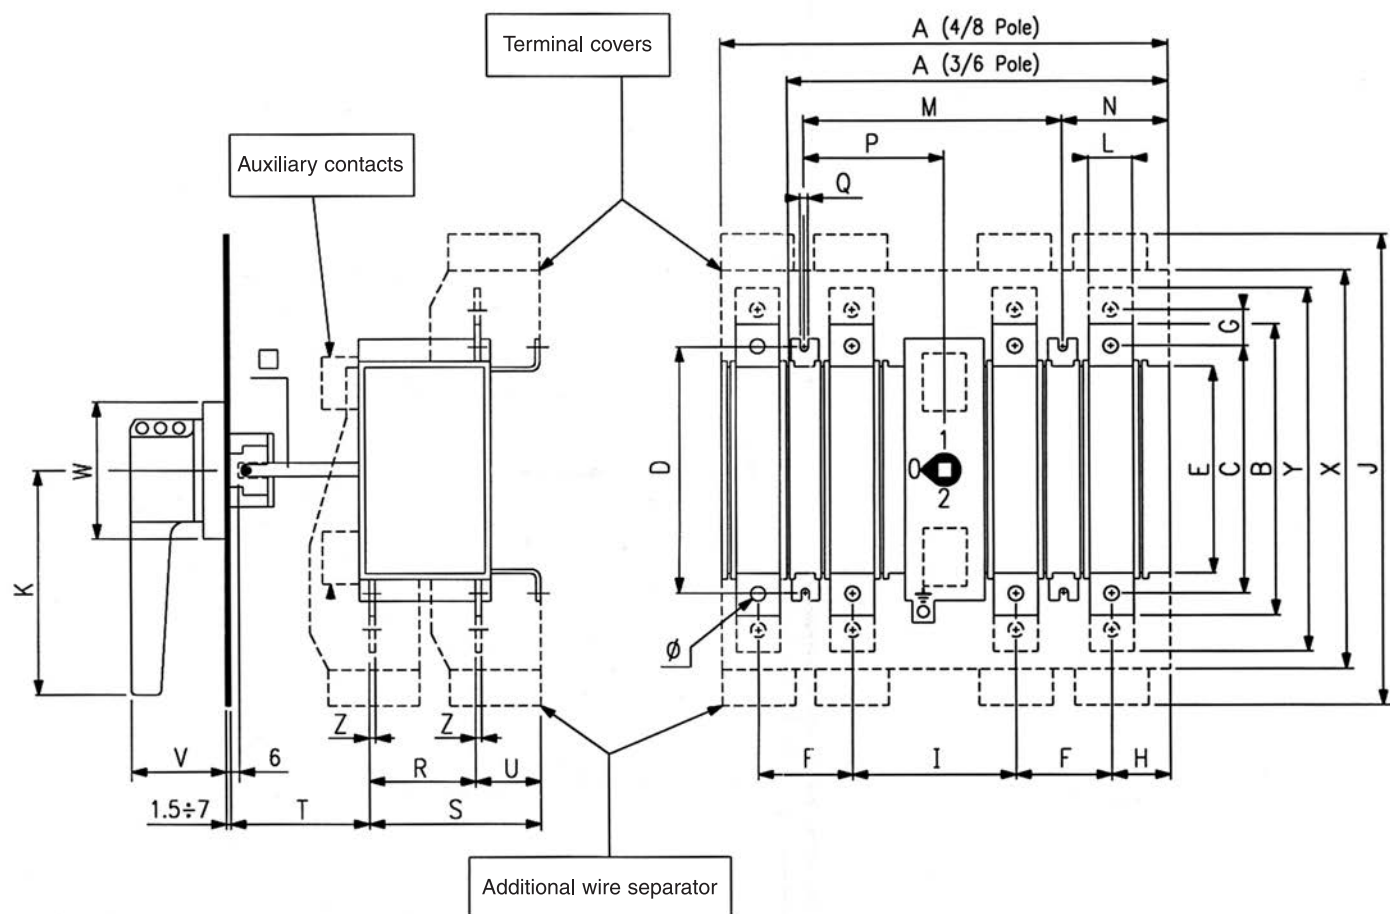 A (4/8 Pole)
Terminal covers
A (3/6 Pole)
M
N
P
L
Auxiliary contacts
Q
G
1
0
2
W
D
E
C
B
Y
X
J
K
Ø
Z
Z
V
6
R
U
F
I
F
H
1.5÷7
T
S
Additional wire separator